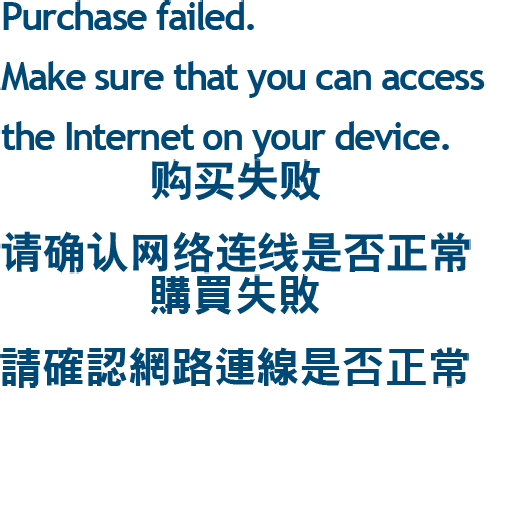 Purchase failed.
Make sure that you can access
the Internet on your device.
购买失败
请确认网络连线是否正常
購買失敗
請確認網路連線是否正常